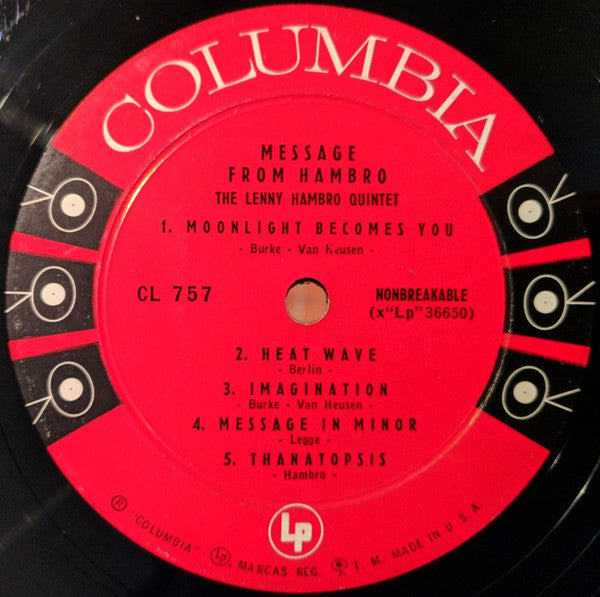 COLUMBIA
MESSAGE
FROM HAMBRO
THE LENNY HAMBRO QUINTET
1. MOONLIGHT BECOMES YOU
- Burke - Van Heusen -
CL 757
NONBREAKABLE
(x"Lp" 36650)
2. HEAT WAVE
- Berlin -
3. IMAGINATION
- Burke - Van Heusen -
4. MESSAGE IN MINOR
- Legge -
5. THANATOPSIS
- Hambro -
Lp
® "COLUMBIA" MARCAS REG. T. M. MADE IN U.S.A.